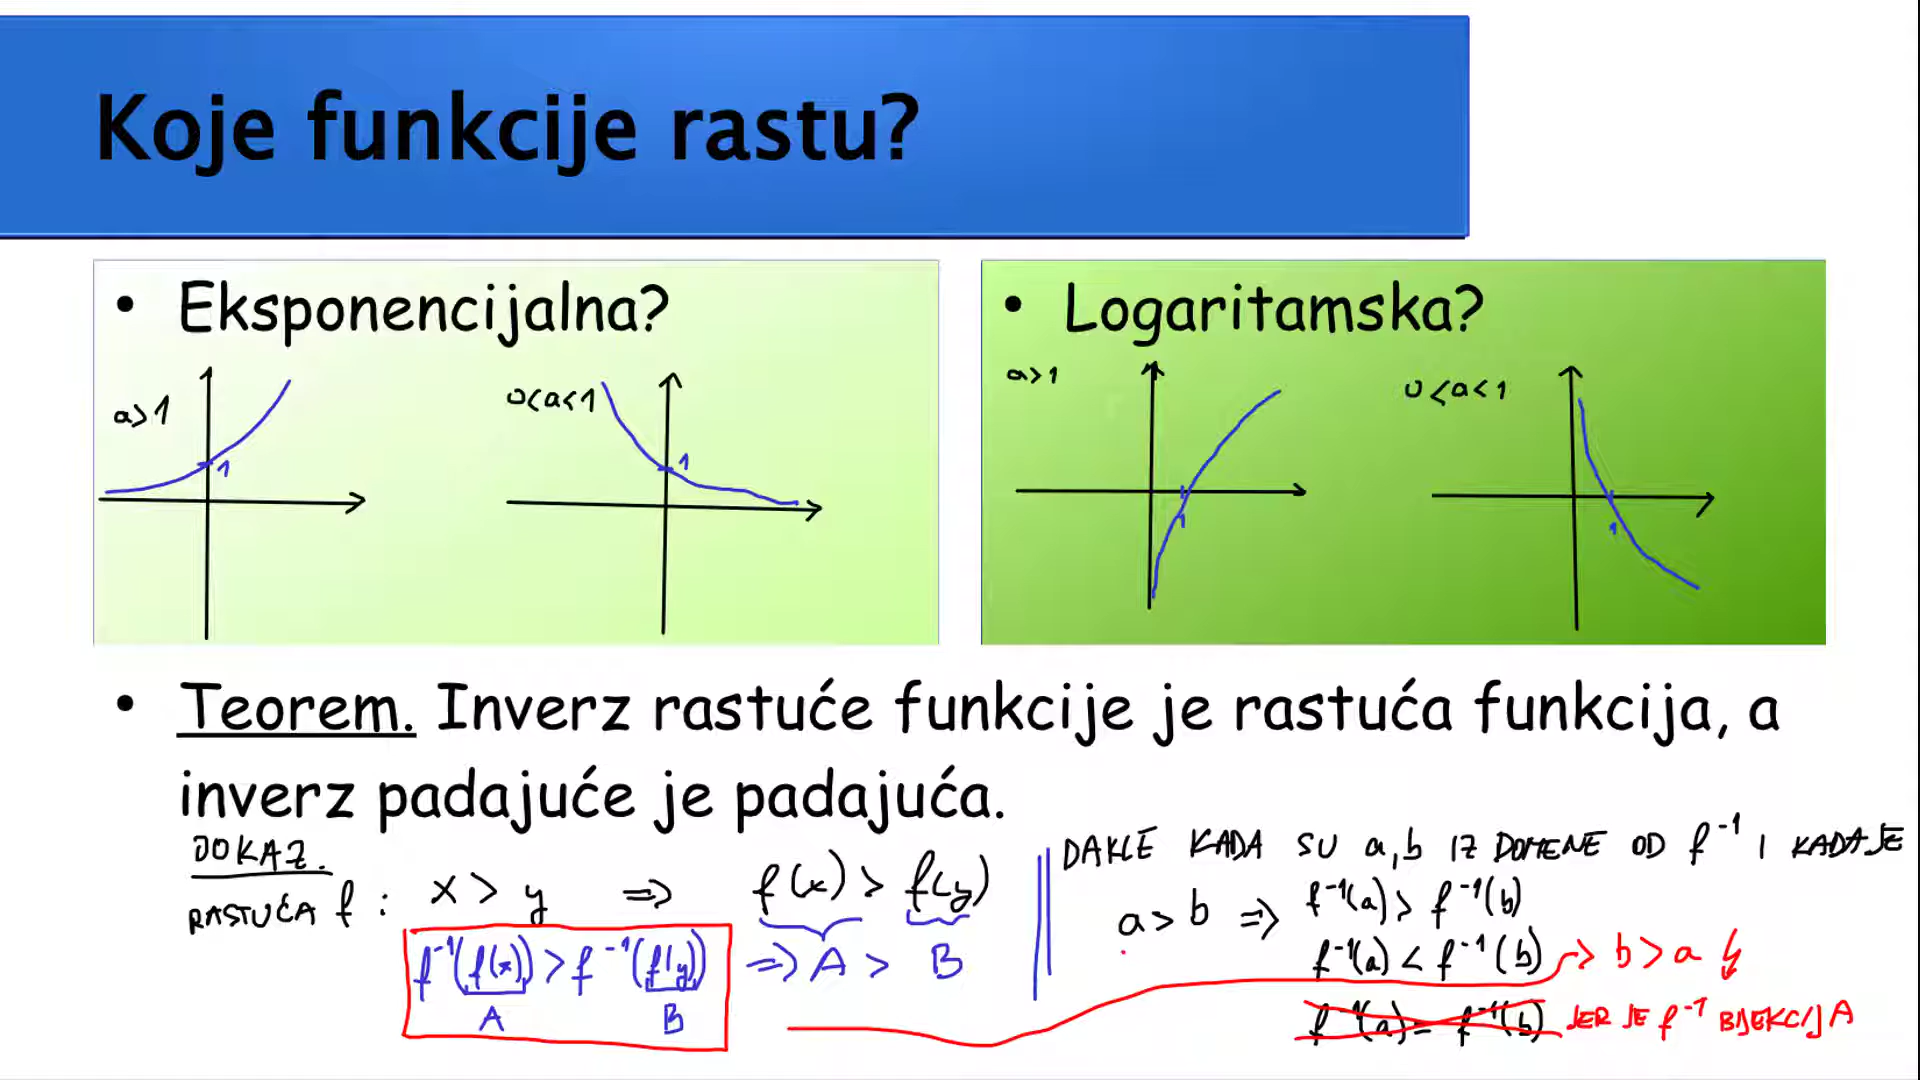 Koje funkcije rastu?
• Eksponencijalna?
a>1
1
0<a<1
1
• Logaritamska?
a>1
1
0<a<1
1
• Teorem. Inverz rastuće funkcije je rastuća funkcija, a
inverz padajuće je padajuća.
DOKAZ.
RASTUĆA f : x > y => f(x) > f(y)
f⁻¹(f(x)) > f⁻¹(f(y)) => A > B
A B
DAKLE KADA SU a,b IZ DOMENE OD f⁻¹ I KADA JE
a > b => f⁻¹(a) > f⁻¹(b)
f⁻¹(a) < f⁻¹(b) -> b > a ↯
f⁻¹(a) = f⁻¹(b) JER JE f⁻¹ BIJEKCIJA